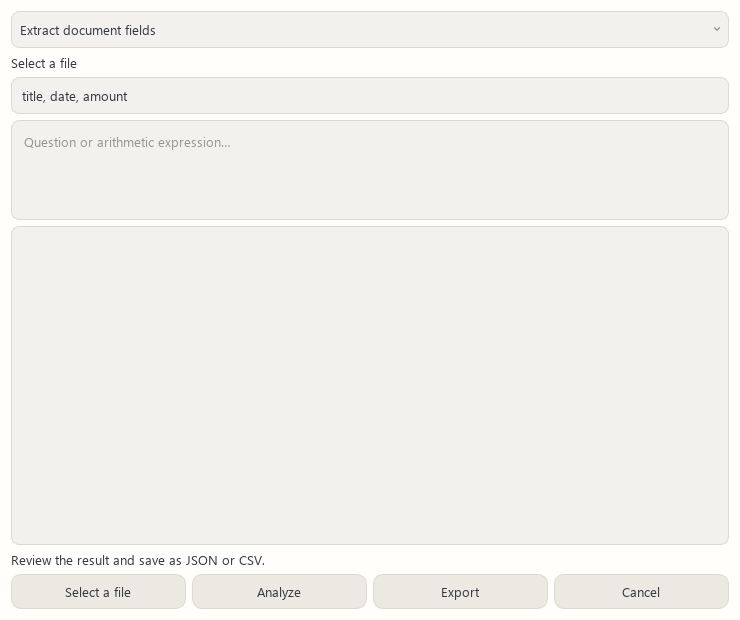 Extract document fields
Select a file
title, date, amount
Question or arithmetic expression...
Review the result and save as JSON or CSV.
Select a file
Analyze
Export
Cancel